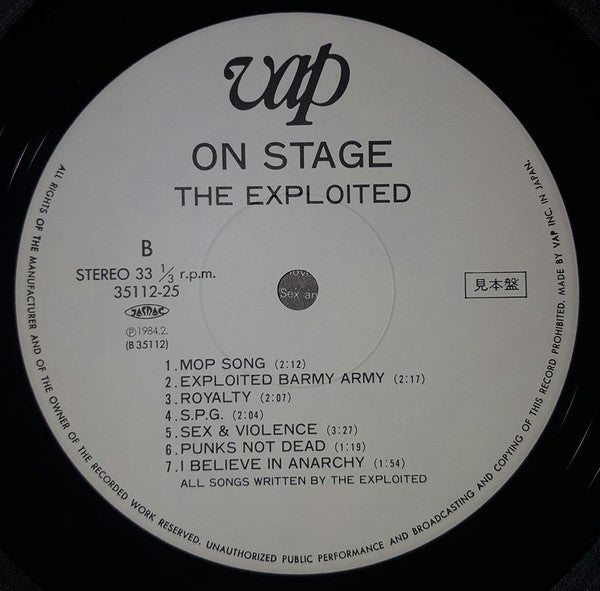 vap
ON STAGE
THE EXPLOITED
B
STEREO 33 1/3 r.p.m.
35112-25
JASRAC
Ⓟ1984.2.
(B 35112)
見本盤
Sex an
1. MOP SONG (2:12)
2. EXPLOITED BARMY ARMY (2:17)
3. ROYALTY (2:07)
4. S.P.G. (2:04)
5. SEX & VIOLENCE (3:27)
6. PUNKS NOT DEAD (1:19)
7. I BELIEVE IN ANARCHY (1:54)
ALL SONGS WRITTEN BY THE EXPLOITED
ALL RIGHTS OF THE MANUFACTURER AND OF THE OWNER OF THE RECORDED WORK RESERVED. UNAUTHORIZED PUBLIC PERFORMANCE AND BROADCASTING AND COPYING OF THIS RECORD PROHIBITED. MADE BY VAP INC. IN JAPAN.